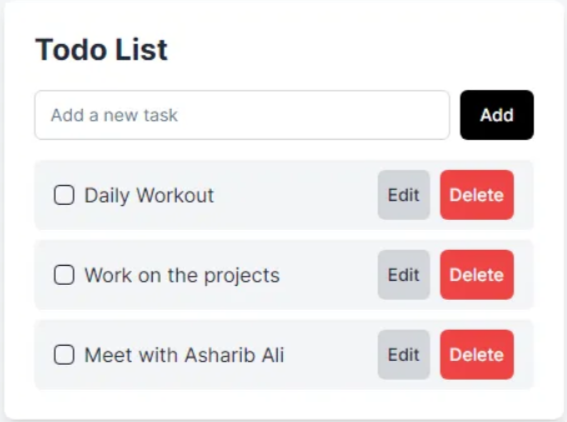 Todo List
Add a new task Add
Daily Workout Edit Delete
Work on the projects Edit Delete
Meet with Asharib Ali Edit Delete